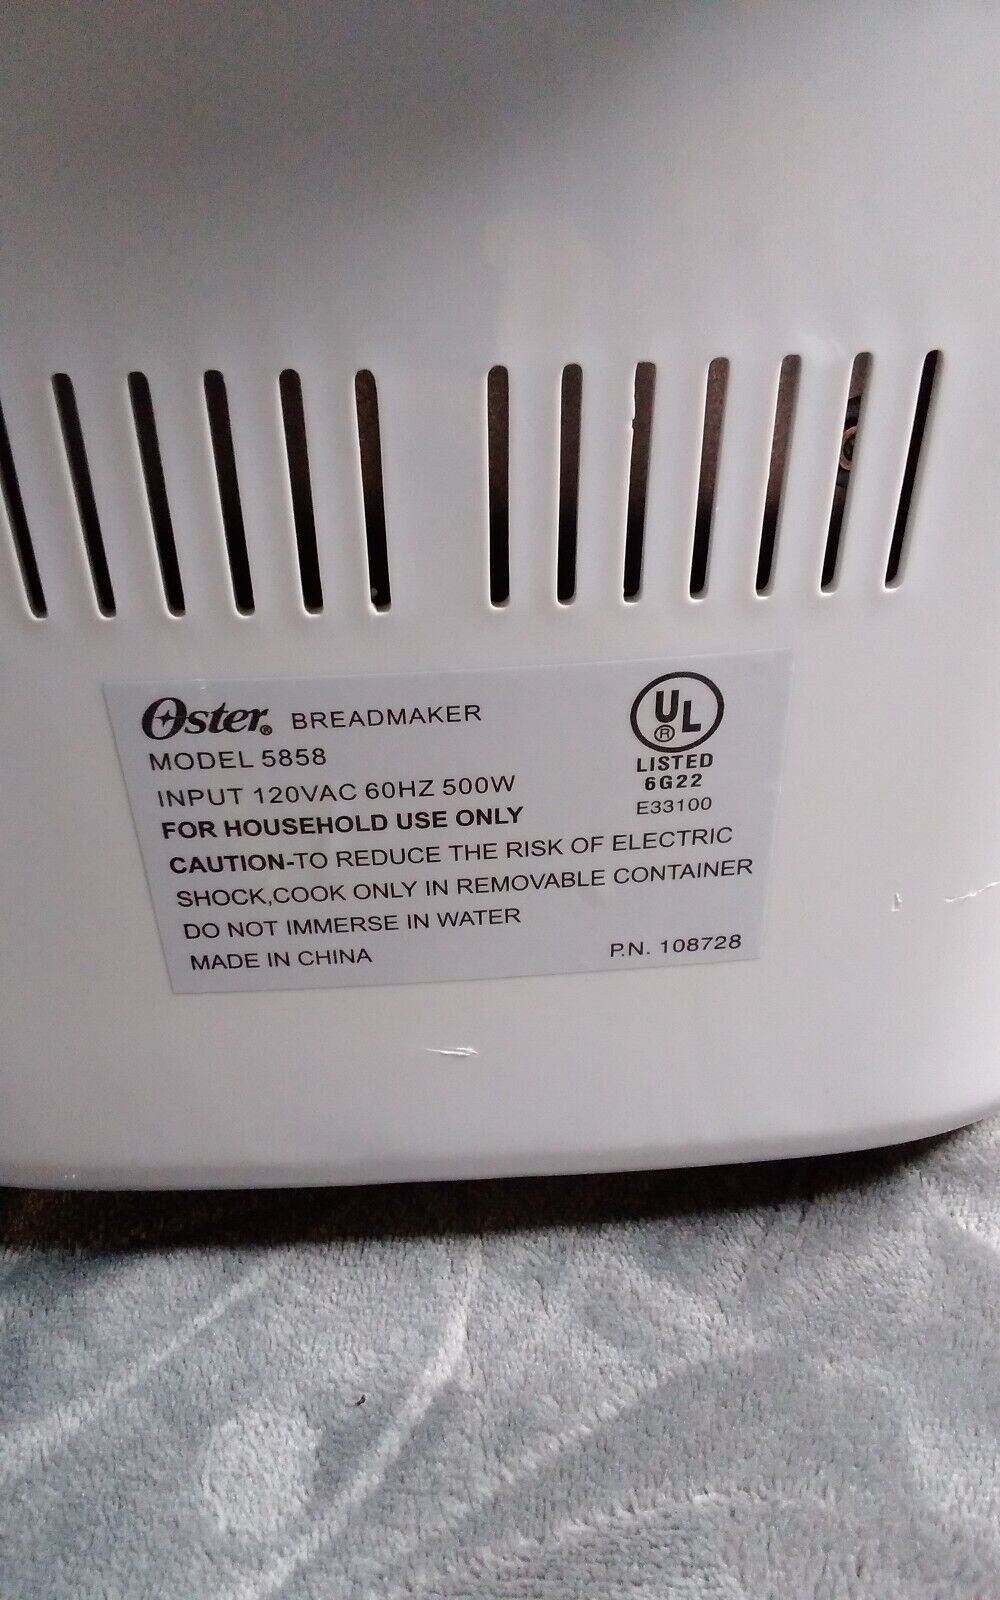 Oster® BREADMAKER
MODEL 5858
INPUT 120VAC 60HZ 500W
FOR HOUSEHOLD USE ONLY
CAUTION-TO REDUCE THE RISK OF ELECTRIC
SHOCK,COOK ONLY IN REMOVABLE CONTAINER
DO NOT IMMERSE IN WATER
MADE IN CHINA
UL®
LISTED
6G22
E33100
P.N. 108728